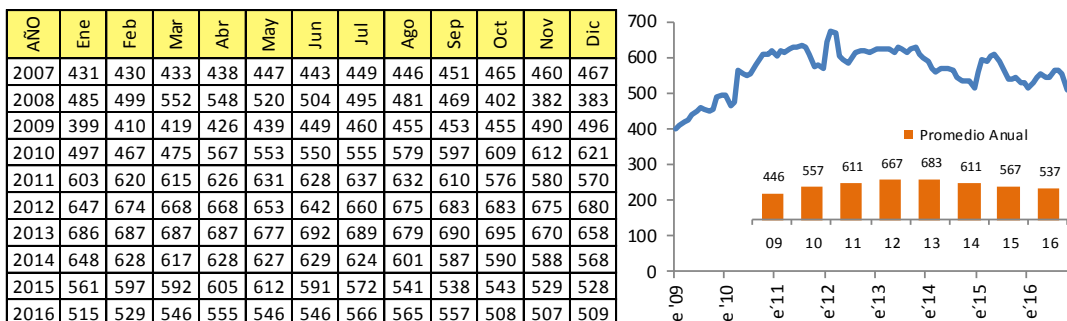 AÑO Ene Feb Mar Abr May Jun Jul Ago Sep Oct Nov Dic
2007 431 430 433 438 447 443 449 446 451 465 460 467
2008 485 499 552 548 520 504 495 481 469 402 382 383
2009 399 410 419 426 439 449 460 455 453 455 490 496
2010 497 467 475 567 553 550 555 579 597 609 612 621
2011 603 620 615 626 631 628 637 632 610 576 580 570
2012 647 674 668 668 653 642 660 675 683 683 675 680
2013 686 687 687 687 677 692 689 679 690 695 670 658
2014 648 628 617 628 627 629 624 601 587 590 588 568
2015 561 597 592 605 612 591 572 541 538 543 529 528
2016 515 529 546 555 546 546 566 565 557 508 507 509
700
600
500
400
300
200
100
0
Promedio Anual
446 557 611 667 683 611 567 537
09 10 11 12 13 14 15 16
e '09 e '10 e'11 e'12 e'13 e'14 e'15 e'16